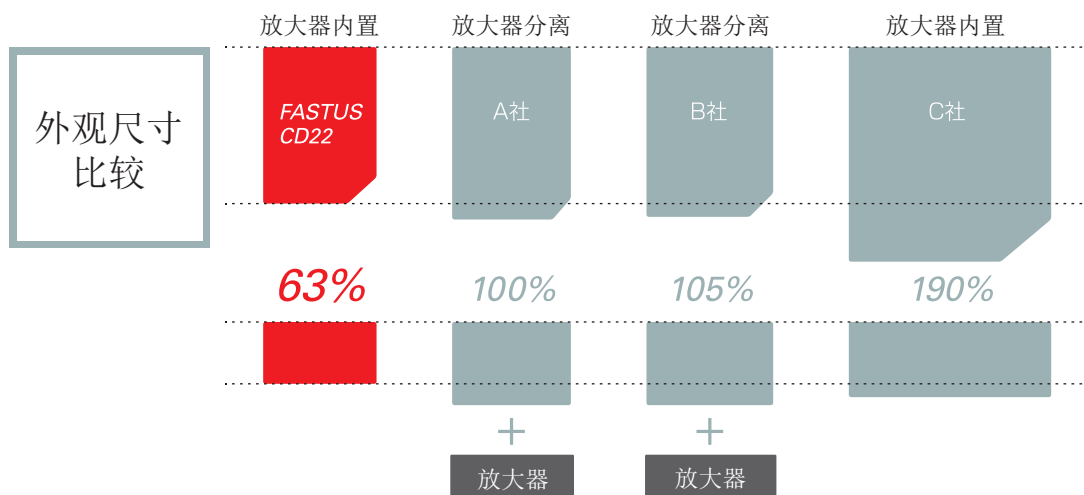 放大器内置
放大器分离
放大器分离
放大器内置
外观尺寸
比较
FASTUS
CD22
A社
B社
C社
63%
100%
105%
190%
+
+
放大器
放大器